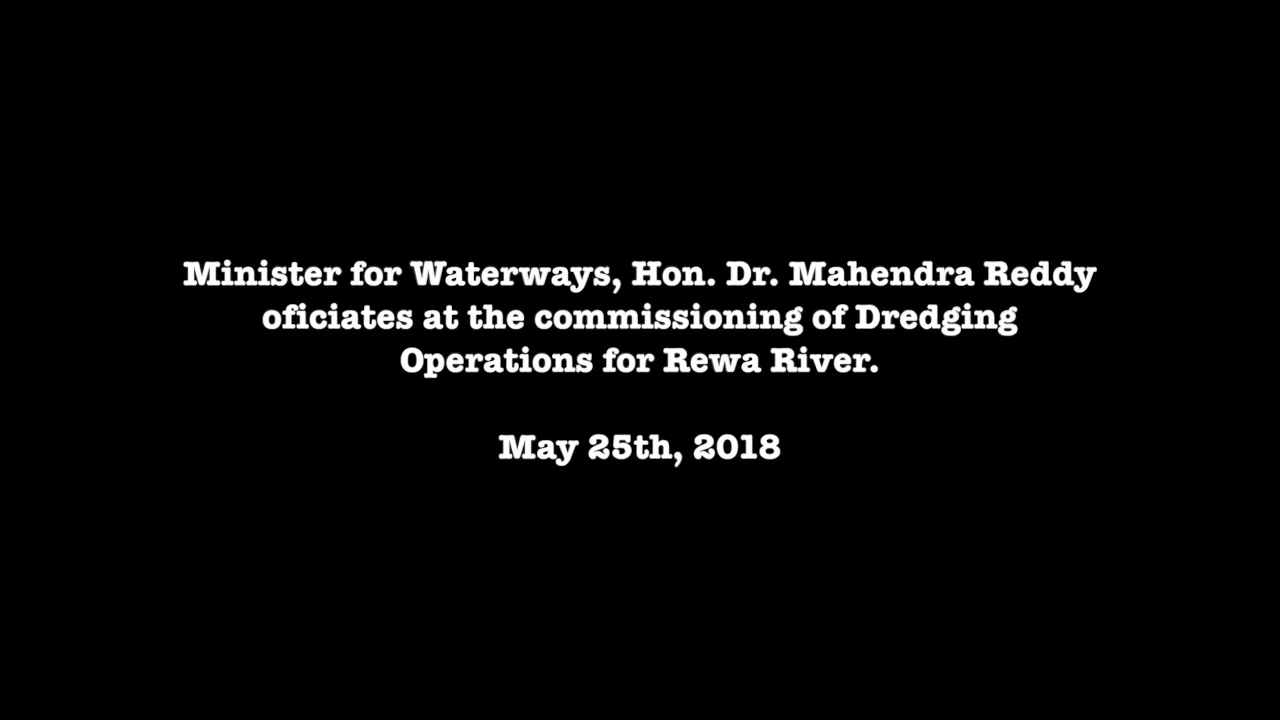 Minister for Waterways, Hon. Dr. Mahendra Reddy
oficiates at the commissioning of Dredging
Operations for Rewa River.
May 25th, 2018